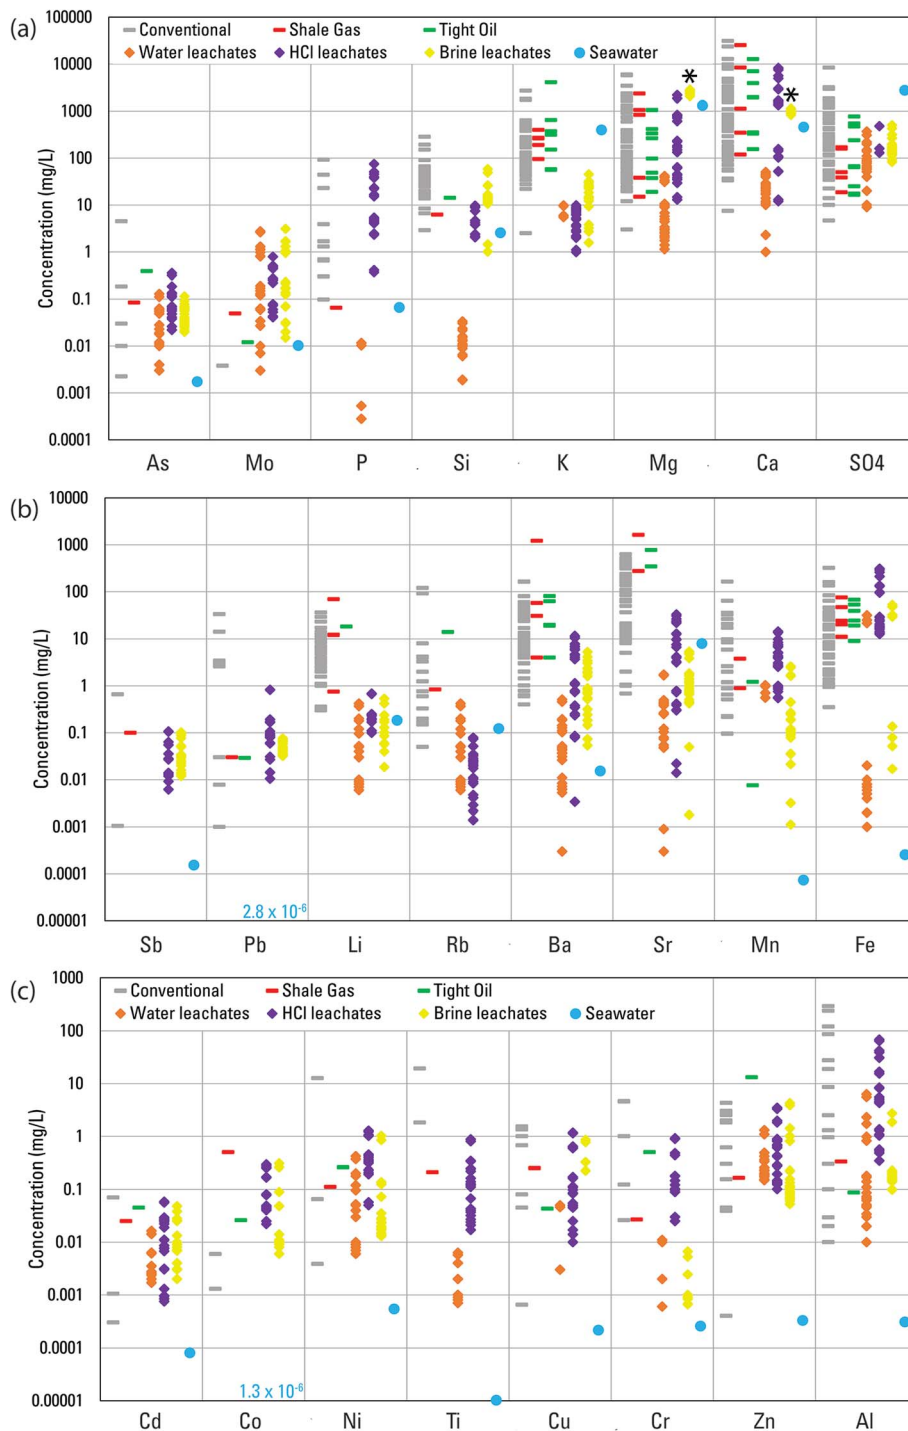 (a)
Conventional Shale Gas Tight Oil
Water leachates HCl leachates Brine leachates Seawater
Concentration (mg/L)
100000
10000
1000
100
10
1
0.1
0.01
0.001
0.0001
* *
As Mo P Si K Mg Ca SO4
(b)
Concentration (mg/L)
10000
1000
100
10
1
0.1
0.01
0.001
0.0001
0.00001
2.8 x 10⁻⁶
Sb Pb Li Rb Ba Sr Mn Fe
(c)
Conventional Shale Gas Tight Oil
Water leachates HCl leachates Brine leachates Seawater
Concentration (mg/L)
1000
100
10
1
0.1
0.01
0.001
0.0001
0.00001
1.3 x 10⁻⁶
Cd Co Ni Ti Cu Cr Zn Al